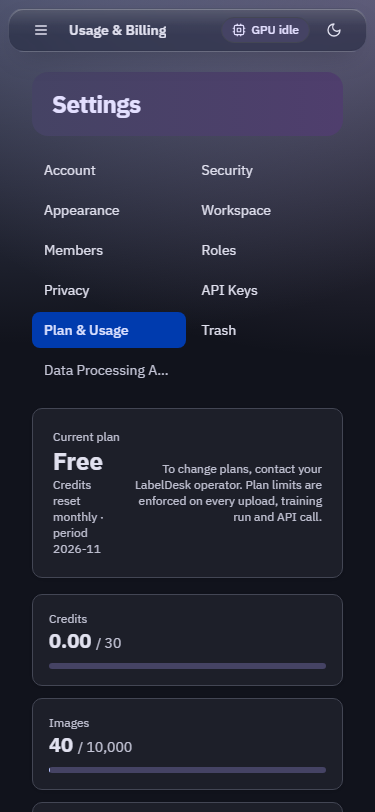 Usage & Billing
GPU idle
Settings
Account
Security
Appearance
Workspace
Members
Roles
Privacy
API Keys
Plan & Usage
Trash
Data Processing A...
Current plan
Free
Credits
reset
monthly ·
period
2026-11
To change plans, contact your
LabelDesk operator. Plan limits are
enforced on every upload, training
run and API call.
Credits
0.00 / 30
Images
40 / 10,000